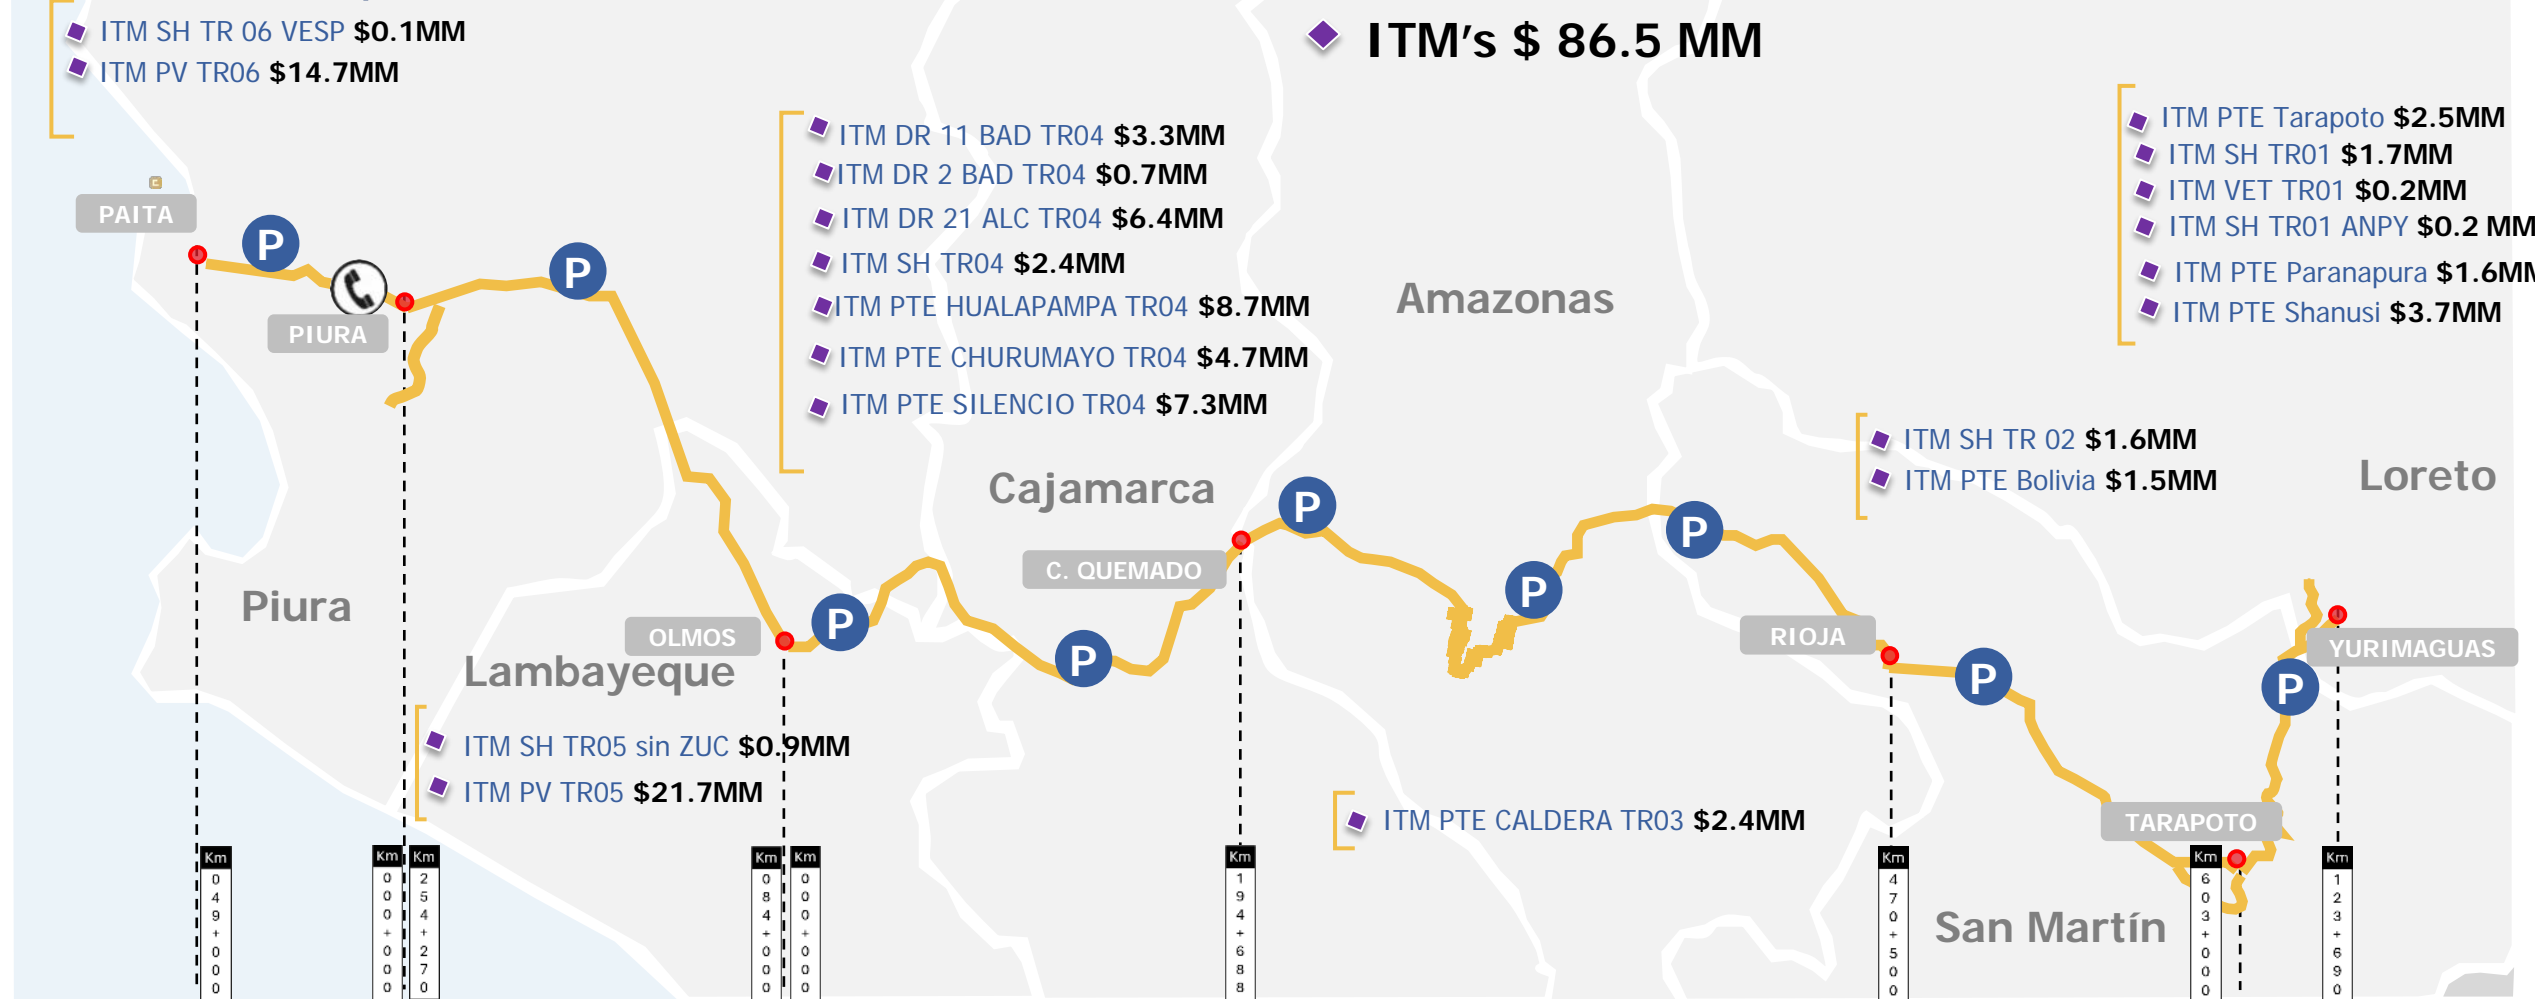 ITM SH TR 06 VESP $0.1MM
ITM PV TR06 $14.7MM
ITM's $ 86.5 MM
ITM DR 11 BAD TR04 $3.3MM
ITM DR 2 BAD TR04 $0.7MM
ITM DR 21 ALC TR04 $6.4MM
ITM SH TR04 $2.4MM
ITM PTE HUALAPAMPA TR04 $8.7MM
ITM PTE CHURUMAYO TR04 $4.7MM
ITM PTE SILENCIO TR04 $7.3MM
ITM PTE Tarapoto $2.5MM
ITM SH TR01 $1.7MM
ITM VET TR01 $0.2MM
ITM SH TR01 ANPY $0.2 MM
ITM PTE Paranapura $1.6MM
ITM PTE Shanusi $3.7MM
PAITA
P
PIURA
P
Amazonas
ITM SH TR 02 $1.6MM
ITM PTE Bolivia $1.5MM
Loreto
Cajamarca
P
C. QUEMADO
P
P
Piura
OLMOS
P
P
Lambayeque
RIOJA
P
YURIMAGUAS
P
ITM SH TR05 sin ZUC $0.9MM
ITM PV TR05 $21.7MM
ITM PTE CALDERA TR03 $2.4MM
TARAPOTO
San Martín
Km 049+000
Km 000+000
Km 254+270
Km 084+000
Km 000+000
Km 194+688
Km 470+500
Km 603+000
Km 123+690